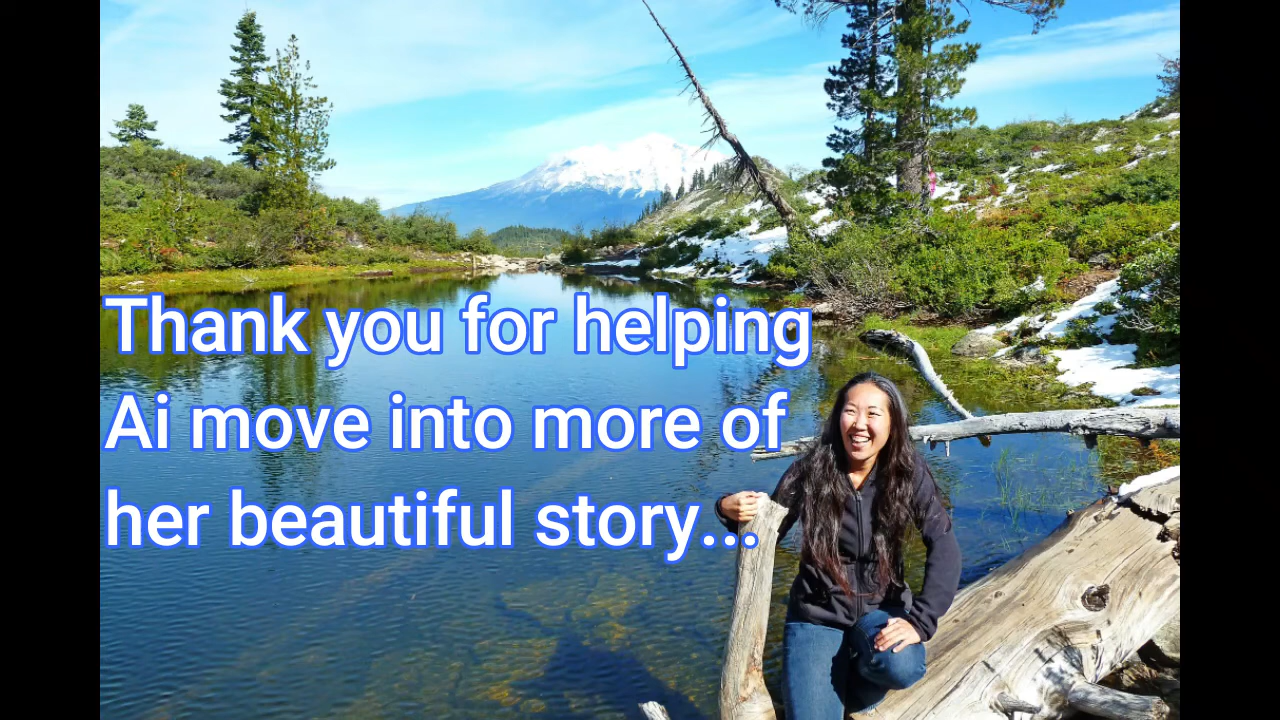 Thank you for helping
Ai move into more of
her beautiful story...